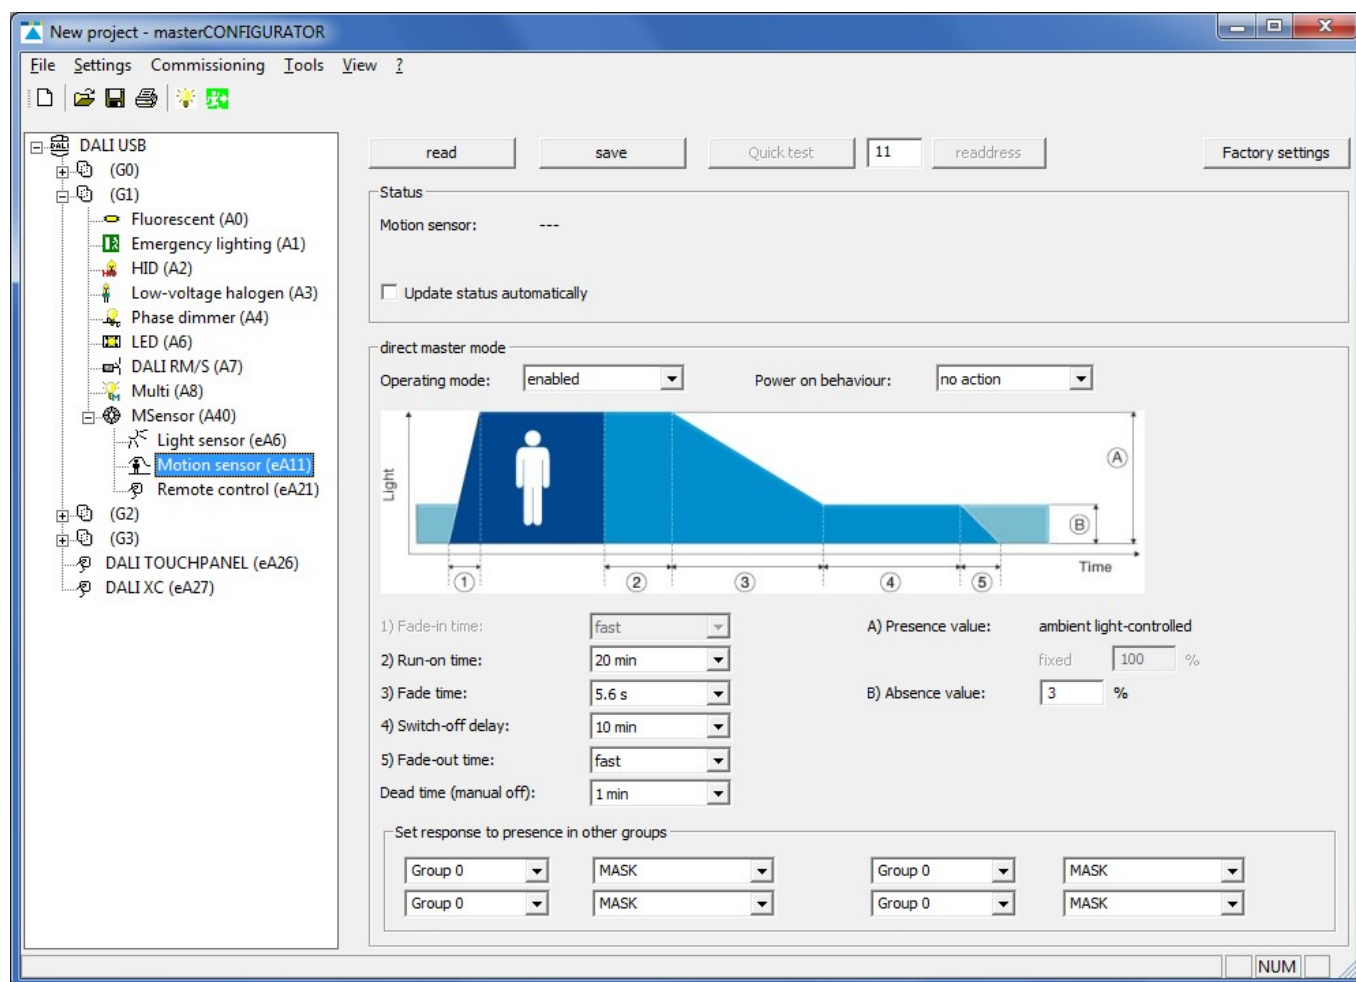 New project - masterCONFIGURATOR
File Settings Commissioning Tools View ?
DALI USB
(G0)
(G1)
Fluorescent (A0)
Emergency lighting (A1)
HID (A2)
Low-voltage halogen (A3)
Phase dimmer (A4)
LED (A6)
DALI RM/S (A7)
Multi (A8)
MSensor (A40)
Light sensor (eA6)
Motion sensor (eA11)
Remote control (eA21)
(G2)
(G3)
DALI TOUCHPANEL (eA26)
DALI XC (eA27)
read save Quick test 11 readdress Factory settings
Status
Motion sensor: ---
Update status automatically
direct master mode
Operating mode: enabled Power on behaviour: no action
Light
A
B
Time
1 2 3 4 5
1) Fade-in time: fast A) Presence value: ambient light-controlled
2) Run-on time: 20 min fixed 100 %
3) Fade time: 5.6 s B) Absence value: 3 %
4) Switch-off delay: 10 min
5) Fade-out time: fast
Dead time (manual off): 1 min
Set response to presence in other groups
Group 0 MASK Group 0 MASK
Group 0 MASK Group 0 MASK
NUM